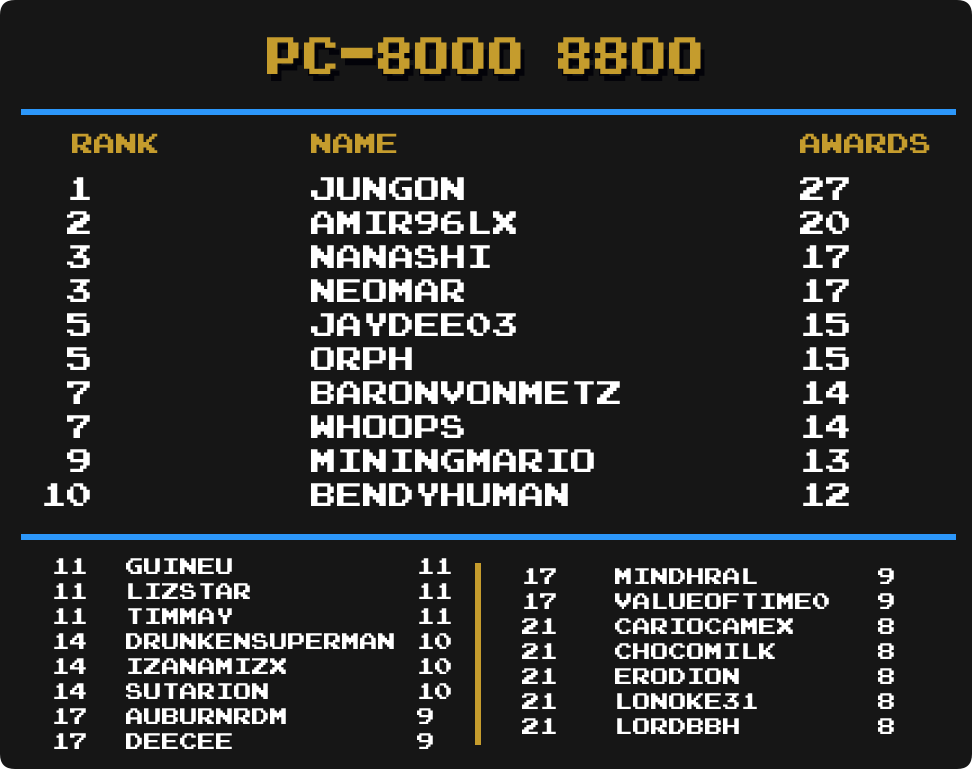 PC-8000 8800
RANK NAME AWARDS
1 JUNGON 27
2 AMIR96LX 20
3 NANASHI 17
3 NEOMAR 17
5 JAYDEE03 15
5 ORPH 15
7 BARONVONMETZ 14
7 WHOOPS 14
9 MININGMARIO 13
10 BENDYHUMAN 12
11 GUINEU 11
11 LIZSTAR 11
11 TIMMAY 11
14 DRUNKENSUPERMAN 10
14 IZANAMIZX 10
14 SUTARION 10
17 AUBURNRDM 9
17 DEECEE 9
17 MINDHRAL 9
17 VALUEOFTIME0 9
21 CARIOCAMEX 8
21 CHOCOMILK 8
21 ERODION 8
21 LONOKE31 8
21 LORDBBH 8